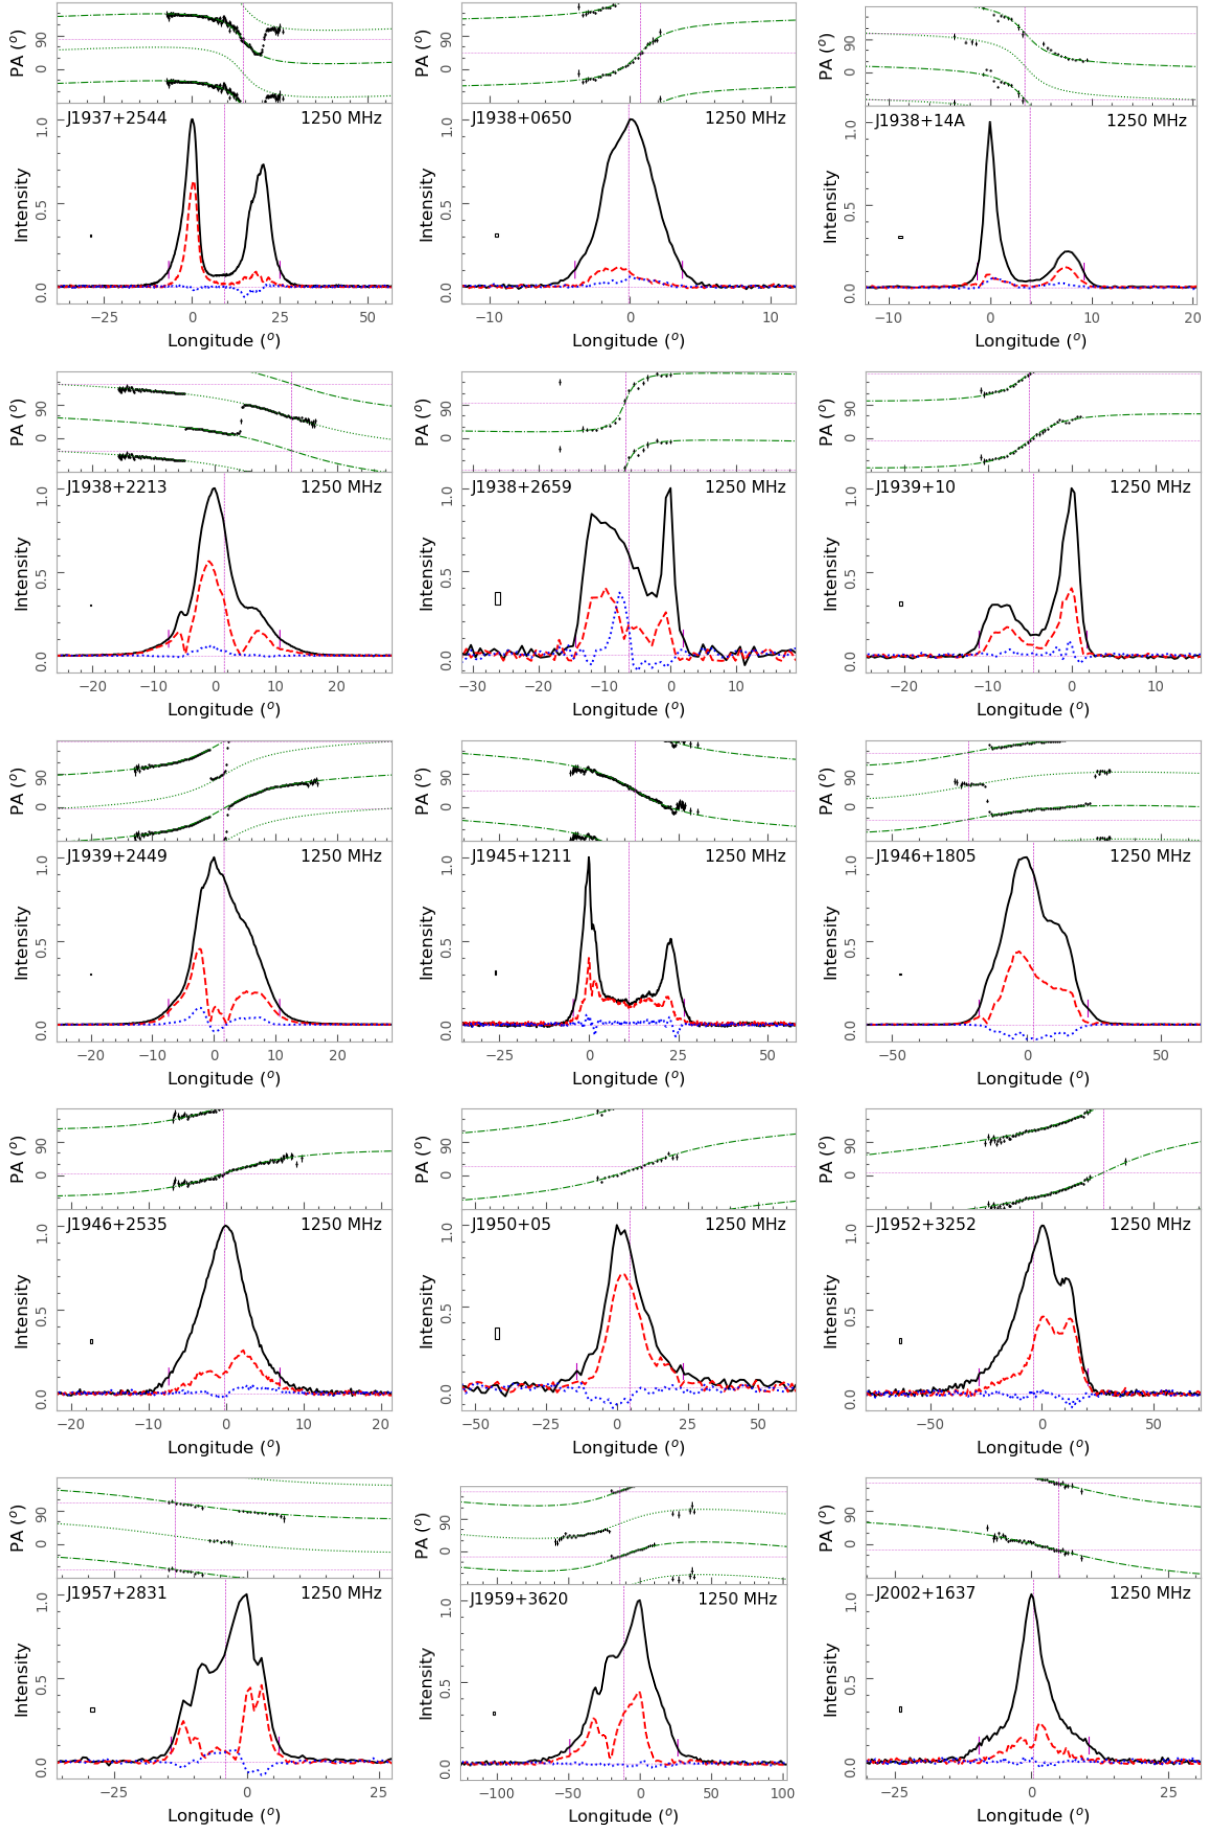 PA (°) 90 0 PA (°) 90 0 PA (°) 90 0
J1937+2544 1250 MHz J1938+0650 1250 MHz J1938+14A 1250 MHz
Intensity 1.0 0.5 0.0 Intensity 1.0 0.5 0.0 Intensity 1.0 0.5 0.0
−25 0 25 50 −10 0 10 −10 0 10 20
Longitude (°) Longitude (°) Longitude (°)
PA (°) 90 0 PA (°) 90 0 PA (°) 90 0
J1938+2213 1250 MHz J1938+2659 1250 MHz J1939+10 1250 MHz
Intensity 1.0 0.5 0.0 Intensity 1.0 0.5 0.0 Intensity 1.0 0.5 0.0
−20 −10 0 10 20 −30 −20 −10 0 10 −20 −10 0 10
Longitude (°) Longitude (°) Longitude (°)
PA (°) 90 0 PA (°) 90 0 PA (°) 90 0
J1939+2449 1250 MHz J1945+1211 1250 MHz J1946+1805 1250 MHz
Intensity 1.0 0.5 0.0 Intensity 1.0 0.5 0.0 Intensity 1.0 0.5 0.0
−20 −10 0 10 20 −25 0 25 50 −50 0 50
Longitude (°) Longitude (°) Longitude (°)
PA (°) 90 0 PA (°) 90 0 PA (°) 90 0
J1946+2535 1250 MHz J1950+05 1250 MHz J1952+3252 1250 MHz
Intensity 1.0 0.5 0.0 Intensity 1.0 0.5 0.0 Intensity 1.0 0.5 0.0
−20 −10 0 10 20 −50 −25 0 25 50 −50 0 50
Longitude (°) Longitude (°) Longitude (°)
PA (°) 90 0 PA (°) 90 0 PA (°) 90 0
J1957+2831 1250 MHz J1959+3620 1250 MHz J2002+1637 1250 MHz
Intensity 1.0 0.5 0.0 Intensity 1.0 0.5 0.0 Intensity 1.0 0.5 0.0
−25 0 25 −100 −50 0 50 100 −25 0 25
Longitude (°) Longitude (°) Longitude (°)